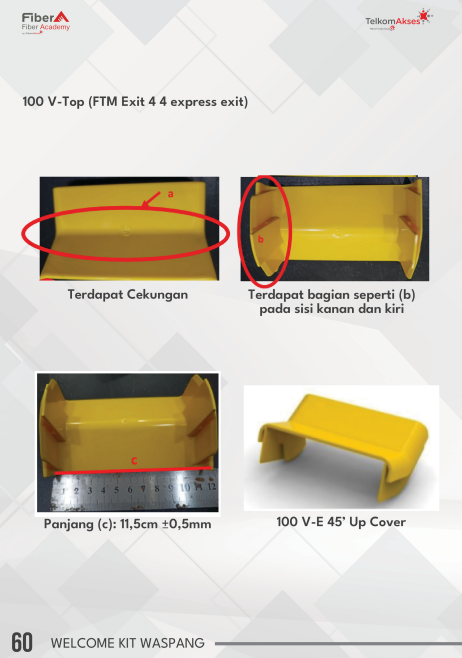 FiberA
Fiber Academy
TelkomAkses
100 V-Top (FTM Exit 4 4 express exit)
a
b
Terdapat Cekungan
Terdapat bagian seperti (b)
pada sisi kanan dan kiri
C
1 2 3 4 5 6 7 8 9 10 11 12
Panjang (c): 11,5cm ±0,5mm
100 V-E 45’ Up Cover
60 WELCOME KIT WASPANG